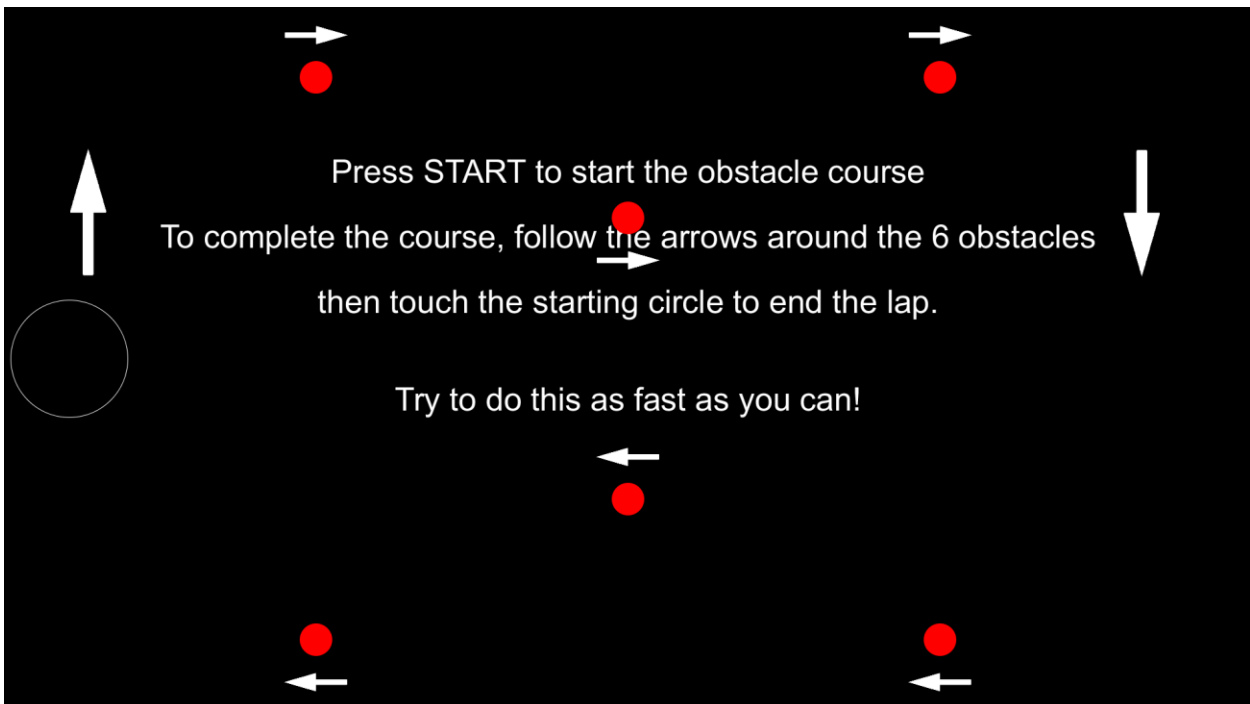 Press START to start the obstacle course
To complete the course, follow the arrows around the 6 obstacles
then touch the starting circle to end the lap.
Try to do this as fast as you can!